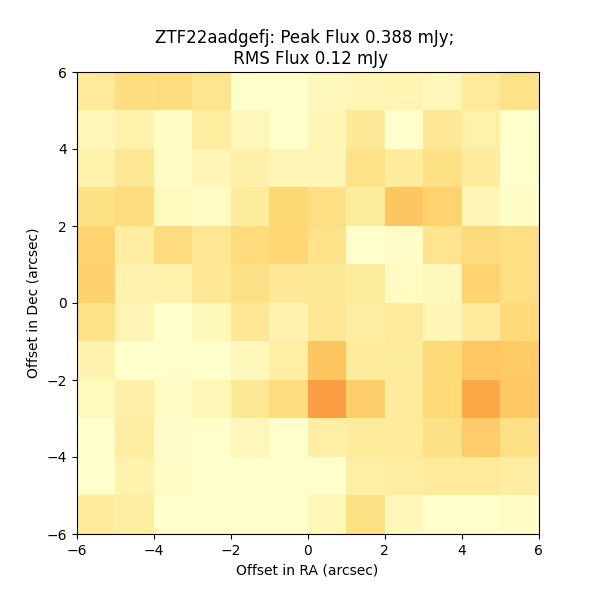 ZTF22aadgefj: Peak Flux 0.388 mJy;
RMS Flux 0.12 mJy
6
4
2
0
−2
−4
−6
Offset in Dec (arcsec)
−6 −4 −2 0 2 4 6
Offset in RA (arcsec)